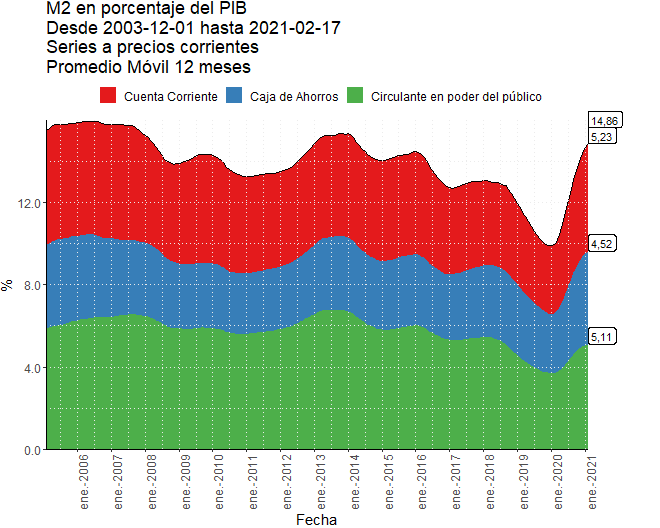 M2 en porcentaje del PIB
Desde 2003-12-01 hasta 2021-02-17
Series a precios corrientes
Promedio Móvil 12 meses
Cuenta Corriente Caja de Ahorros Circulante en poder del público
14,86
5,23
12.0
4,52
8.0
%
5,11
4.0
0.0
ene.-2006
ene.-2007
ene.-2008
ene.-2009
ene.-2010
ene.-2011
ene.-2012
ene.-2013
ene.-2014
ene.-2015
ene.-2016
ene.-2017
ene.-2018
ene.-2019
ene.-2020
ene.-2021
Fecha